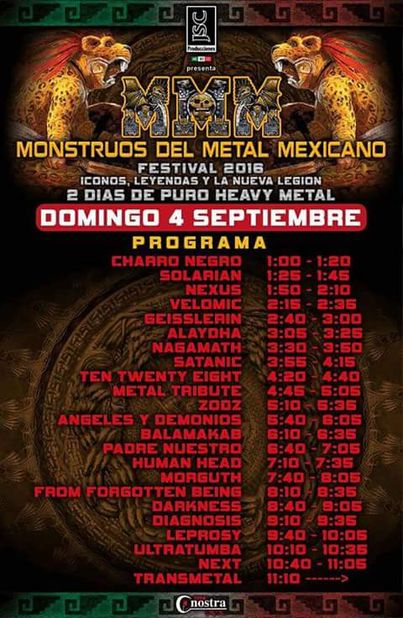 JSC
Producciones
presenta
MMM
MONSTRUOS DEL METAL MEXICANO
FESTIVAL 2016
ICONOS, LEYENDAS Y LA NUEVA LEGION
2 DIAS DE PURO HEAVY METAL
DOMINGO 4 SEPTIEMBRE
PROGRAMA
CHARRO NEGRO 1:00 - 1:20
SOLARIAN 1:25 - 1:45
NEXUS 1:50 - 2:10
VELOMIC 2:15 - 2:35
GEISSLERIN 2:40 - 3:00
ALAYDHA 3:05 - 3:25
NAGAMATH 3:30 - 3:50
SATANIC 3:55 - 4:15
TEN TWENTY EIGHT 4:20 - 4:40
METAL TRIBUTE 4:45 - 5:05
ZODZ 5:10 - 5:35
ANGELES Y DEMONIOS 5:40 - 6:05
BALAMAKAB 6:10 - 6:35
PADRE NUESTRO 6:40 - 7:05
HUMAN HEAD 7:10 - 7:35
MORGUTH 7:40 - 8:05
FROM FORGOTTEN BEING 8:10 - 8:35
DARKNESS 8:40 - 9:05
DIAGNOSIS 9:10 - 9:35
LEPROSY 9:40 - 10:05
ULTRATUMBA 10:10 - 10:35
NEXT 10:40 - 11:05
TRANSMETAL 11:10 ------>
nostra